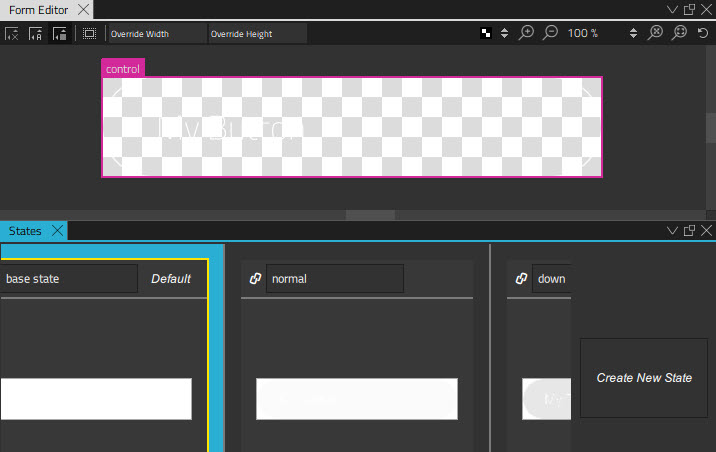 Form Editor
Override Width
Override Height
100 %
control
My Button
States
base state
Default
normal
down
My
Create New State